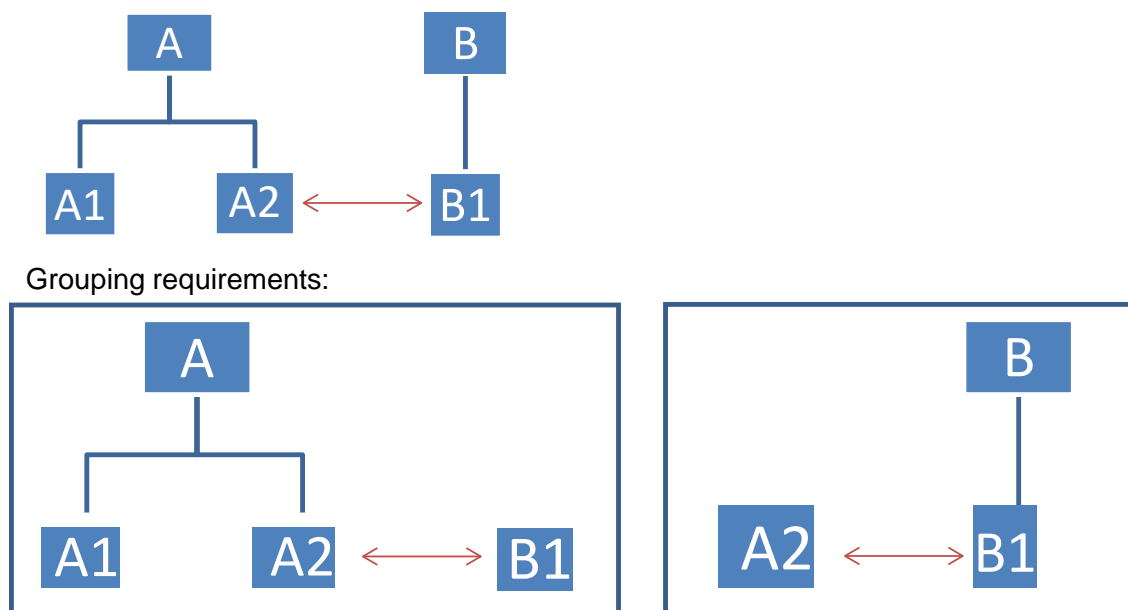 A B
A1 A2 B1
Grouping requirements:
A B
A1 A2 B1 A2 B1